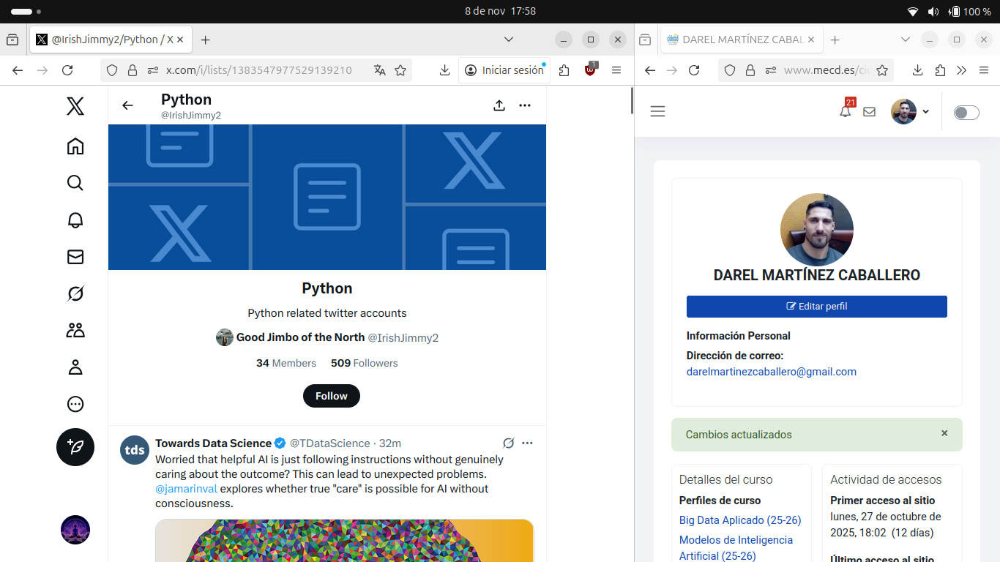 8 de nov 17:58
100 %
@IrishJimmy2/Python / X
x.com/i/lists/1383547977529139210
Iniciar sesión
1
Python
@IrishJimmy2
Python
Python related twitter accounts
Good Jimbo of the North @IrishJimmy2
34 Members 509 Followers
Follow
tds
Towards Data Science @TDataScience · 32m
Worried that helpful AI is just following instructions without genuinely
caring about the outcome? This can lead to unexpected problems.
@jamarinval explores whether true "care" is possible for AI without
consciousness.
DAREL MARTÍNEZ CABAL
www.mecd.es/ci
21
DAREL MARTÍNEZ CABALLERO
Editar perfil
Información Personal
Dirección de correo:
darelmartinezcaballero@gmail.com
Cambios actualizados
×
Detalles del curso
Perfiles de curso
Big Data Aplicado (25-26)
Modelos de Inteligencia
Artificial (25-26)
Actividad de accesos
Primer acceso al sitio
lunes, 27 de octubre de
2025, 18:02 (12 días)
Último acceso al sitio